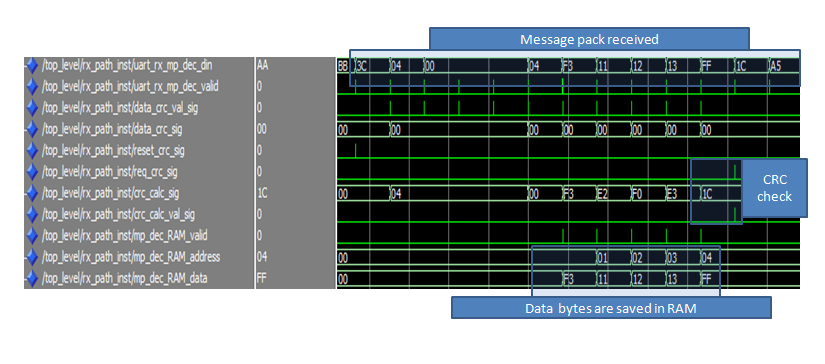 Message pack received
/top_level/rx_path_inst/uart_rx_mp_dec_din AA BB 3C 04 00 04 F3 11 12 13 FF 1C A5
/top_level/rx_path_inst/uart_rx_mp_dec_valid 0
/top_level/rx_path_inst/data_crc_val_sig 0
/top_level/rx_path_inst/data_crc_sig 00 00 00 00 00 00 00 00 00
/top_level/rx_path_inst/reset_crc_sig 0
/top_level/rx_path_inst/req_crc_sig 0
/top_level/rx_path_inst/crc_calc_sig 1C 00 04 00 F3 E2 F0 E3 1C
/top_level/rx_path_inst/crc_calc_val_sig 0
/top_level/rx_path_inst/mp_dec_RAM_valid 0
/top_level/rx_path_inst/mp_dec_RAM_address 04 00 01 02 03 04
/top_level/rx_path_inst/mp_dec_RAM_data FF 00 F3 11 12 13 FF
CRC
check
Data bytes are saved in RAM